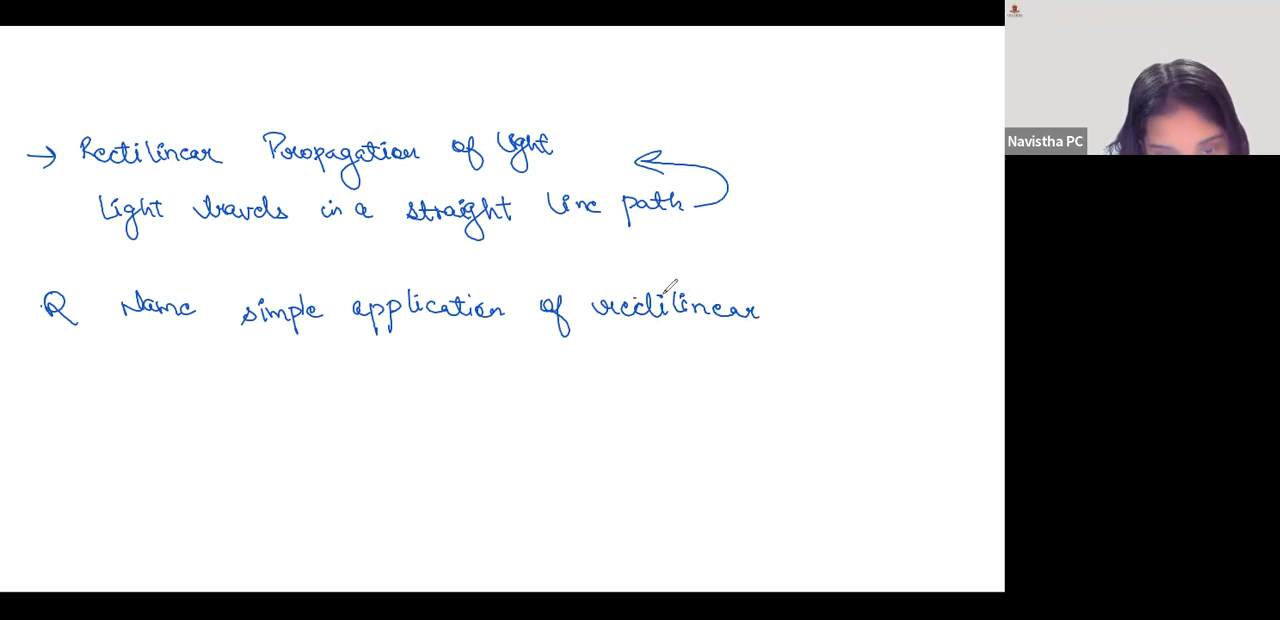 → Rectilinear Propagation of light
Light travels in a straight line path
Q Name simple application of rectilinear
Navistha PC